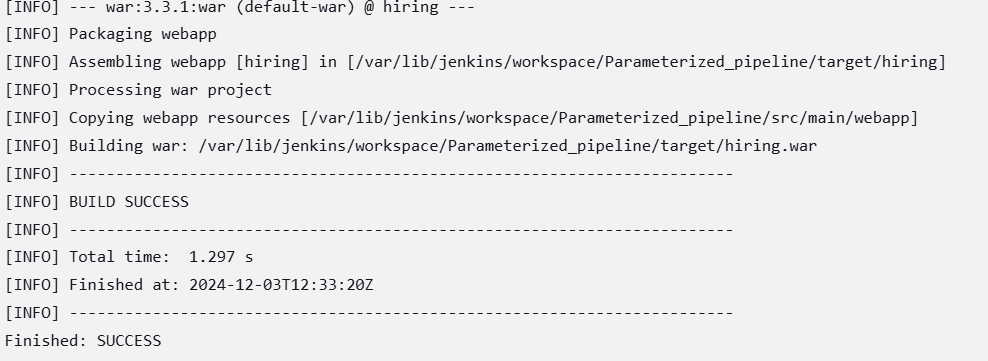 [INFO] --- war:3.3.1:war (default-war) @ hiring ---
[INFO] Packaging webapp
[INFO] Assembling webapp [hiring] in [/var/lib/jenkins/workspace/Parameterized_pipeline/target/hiring]
[INFO] Processing war project
[INFO] Copying webapp resources [/var/lib/jenkins/workspace/Parameterized_pipeline/src/main/webapp]
[INFO] Building war: /var/lib/jenkins/workspace/Parameterized_pipeline/target/hiring.war
[INFO] ------------------------------------------------------------------------
[INFO] BUILD SUCCESS
[INFO] ------------------------------------------------------------------------
[INFO] Total time:  1.297 s
[INFO] Finished at: 2024-12-03T12:33:20Z
[INFO] ------------------------------------------------------------------------
Finished: SUCCESS